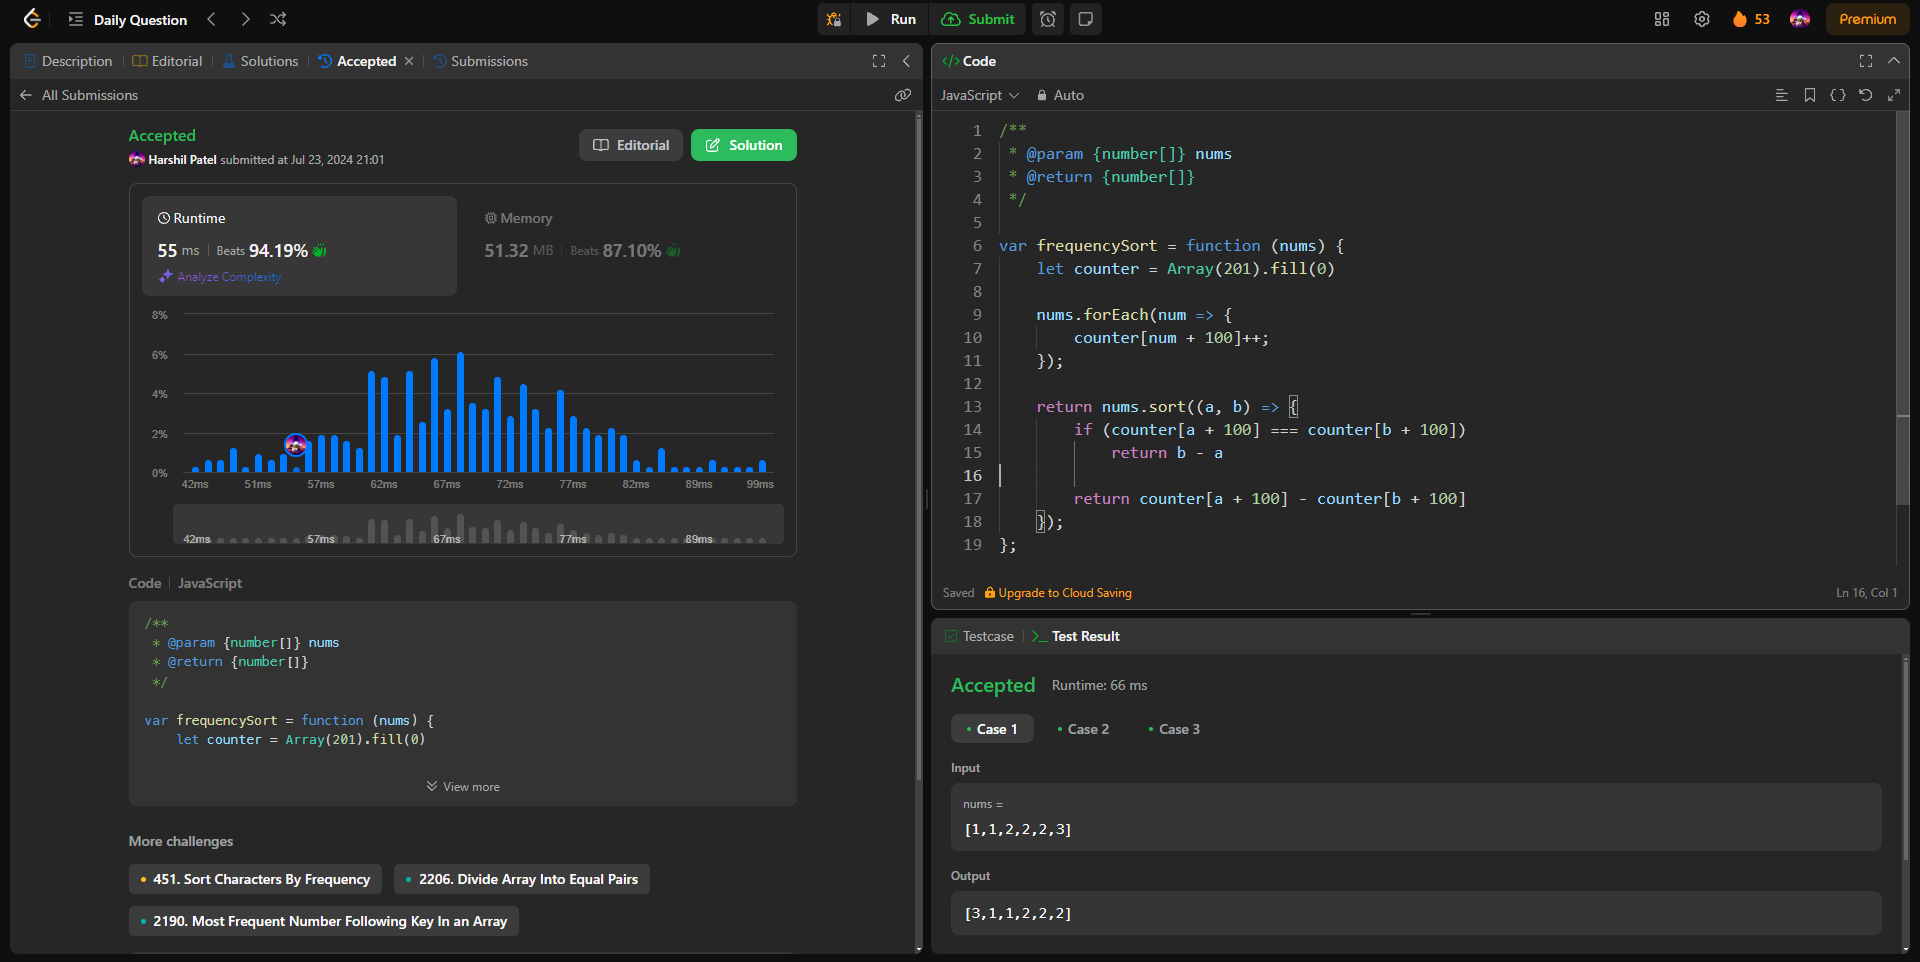 Daily Question
Run
Submit
53
Premium
Description
Editorial
Solutions
Accepted
Submissions
All Submissions
Accepted
Harshil Patel submitted at Jul 23, 2024 21:01
Editorial
Solution
Runtime
55 ms
Beats 94.19%
Analyze Complexity
Memory
51.32 MB
Beats 87.10%
8%
6%
4%
2%
0%
42ms 51ms 57ms 62ms 67ms 72ms 77ms 82ms 89ms 99ms
42ms 57ms 67ms 77ms 89ms
Code
JavaScript
/**
* @param {number[]} nums
* @return {number[]}
*/
var frequencySort = function (nums) {
let counter = Array(201).fill(0)
View more
More challenges
451. Sort Characters By Frequency
2206. Divide Array Into Equal Pairs
2190. Most Frequent Number Following Key In an Array
</> Code
JavaScript
Auto
1 /**
2 * @param {number[]} nums
3 * @return {number[]}
4 */
5
6 var frequencySort = function (nums) {
7 let counter = Array(201).fill(0)
8
9 nums.forEach(num => {
10 counter[num + 100]++;
11 });
12
13 return nums.sort((a, b) => {
14 if (counter[a + 100] === counter[b + 100])
15 return b - a
16
17 return counter[a + 100] - counter[b + 100]
18 });
19 };
Saved
Upgrade to Cloud Saving
Ln 16, Col 1
Testcase
Test Result
Accepted
Runtime: 66 ms
Case 1
Case 2
Case 3
Input
nums =
[1,1,2,2,2,3]
Output
[3,1,1,2,2,2]